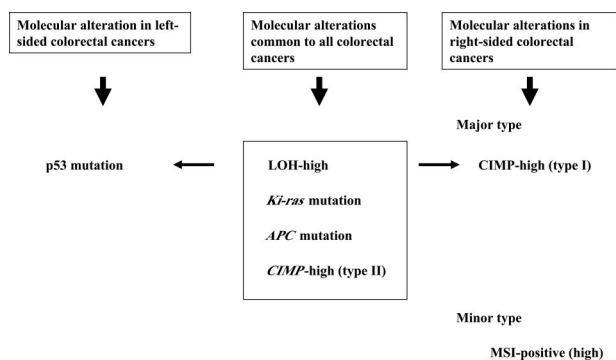 Molecular alteration in left-
sided colorectal cancers
Molecular alterations
common to all colorectal
cancers
Molecular alterations in
right-sided colorectal
cancers
Major type
p53 mutation
LOH-high
CIMP-high (type I)
Ki-ras mutation
APC mutation
CIMP-high (type II)
Minor type
MSI-positive (high)